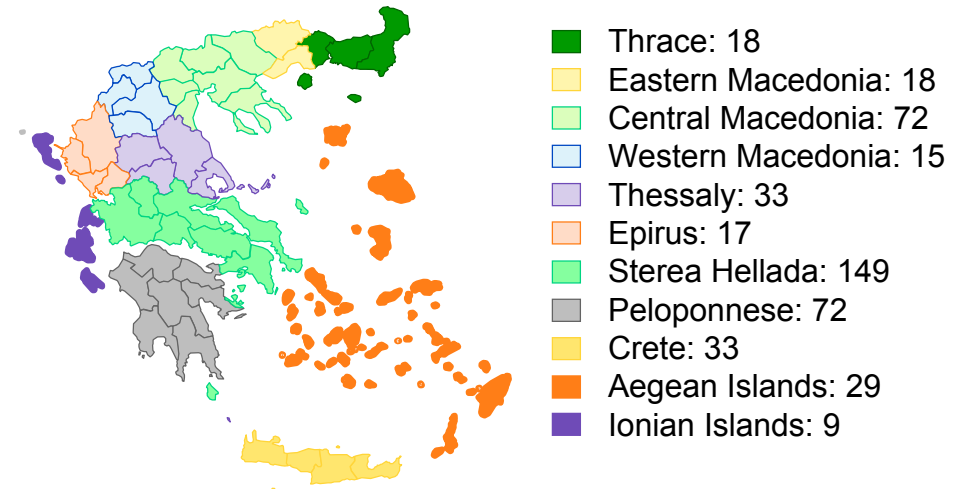 Thrace: 18
Eastern Macedonia: 18
Central Macedonia: 72
Western Macedonia: 15
Thessaly: 33
Epirus: 17
Sterea Hellada: 149
Peloponnese: 72
Crete: 33
Aegean Islands: 29
Ionian Islands: 9